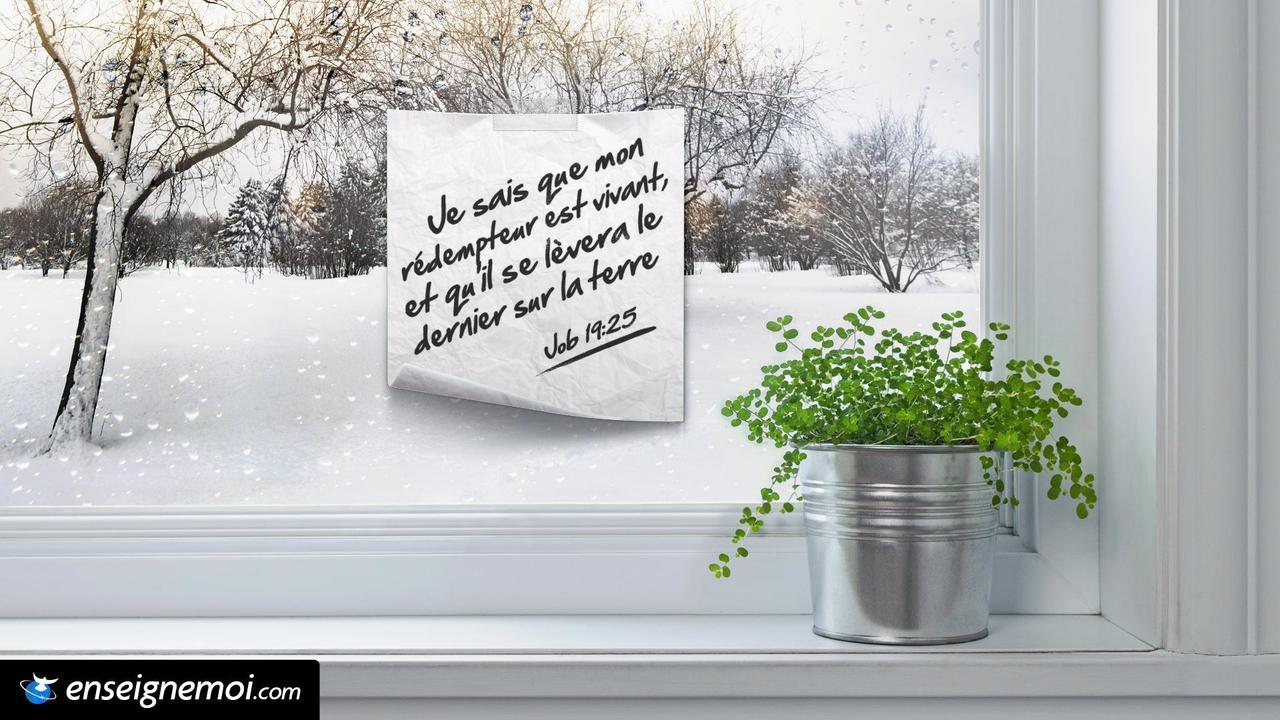 Je sais que mon
rédempteur est vivant,
et qu'il se lèvera le
dernier sur la terre
Job 19:25
enseignemoi.com